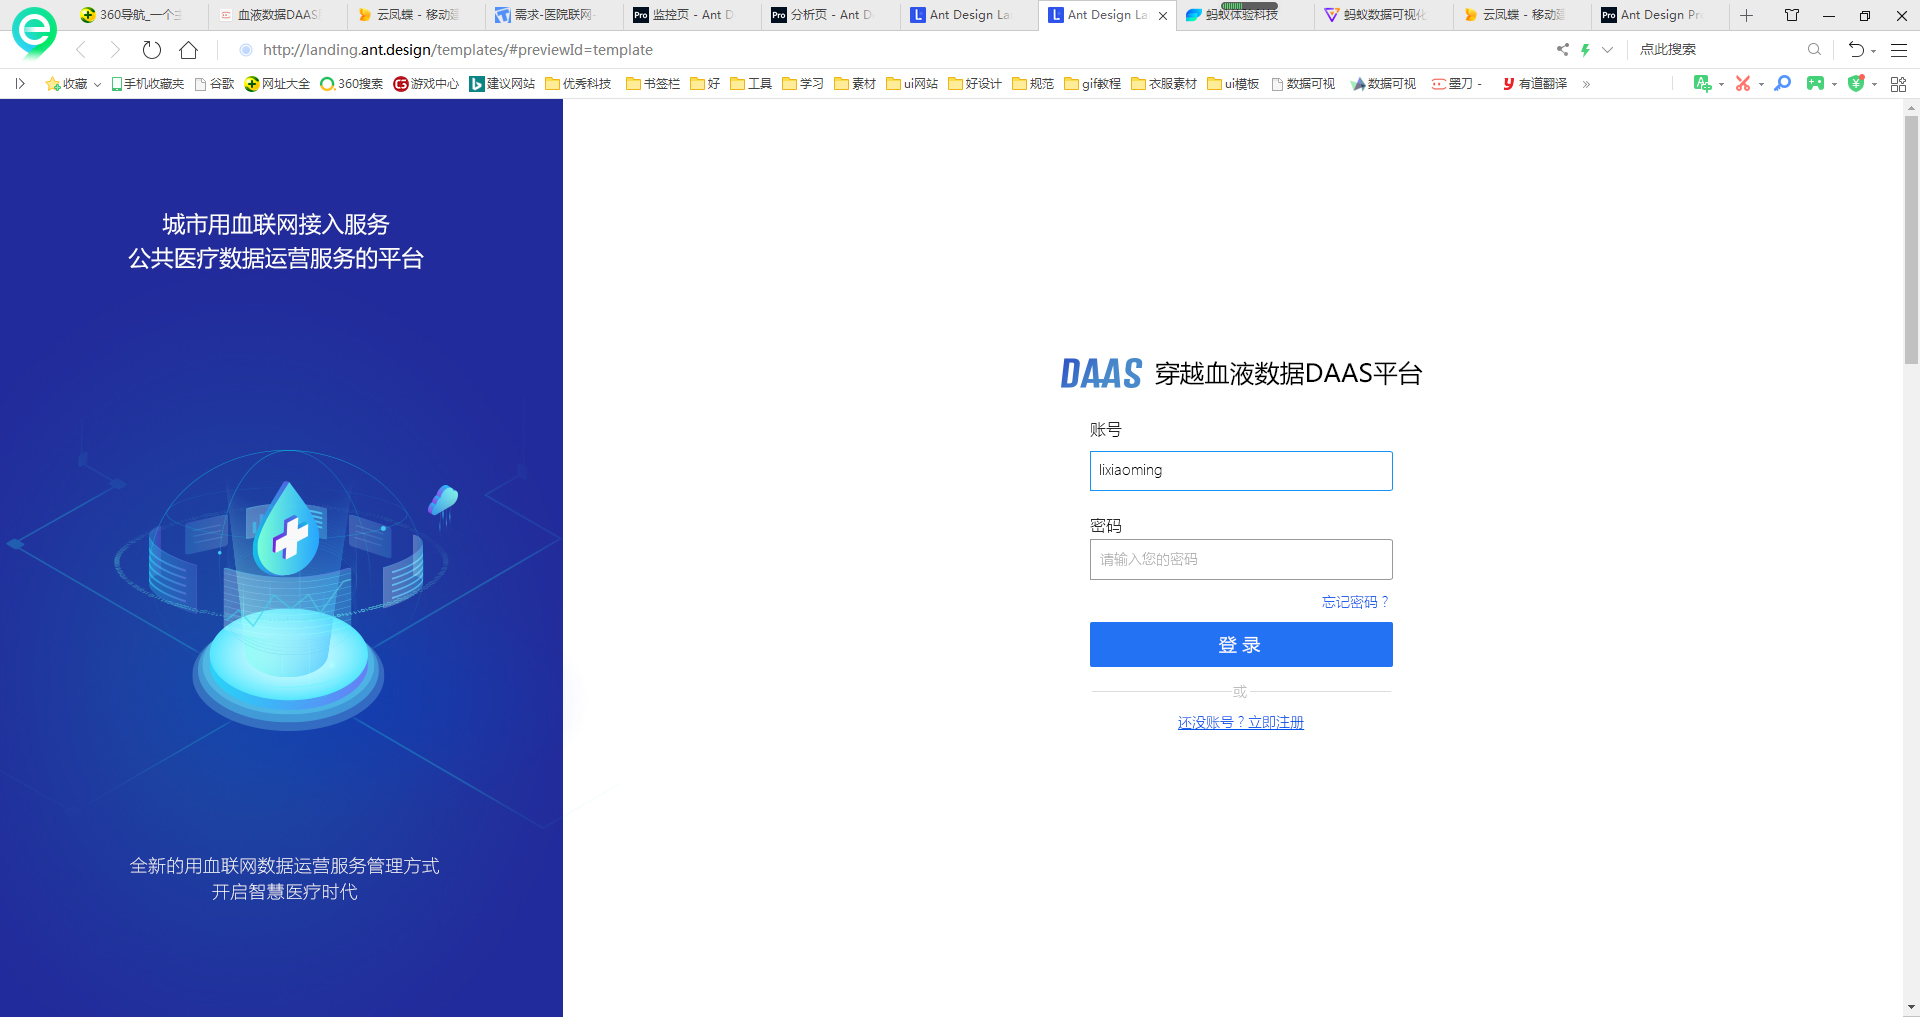 360导航_一个主
血液数据DAAS
云凤蝶 - 移动建
需求-医院联网-
Pro 监控页 - Ant D
Pro 分析页 - Ant D
Ant Design La
Ant Design La
蚂蚁体验科技
蚂蚁数据可视化
云凤蝶 - 移动建
Pro Ant Design Pr
http://landing.ant.design/templates/#previewId=template
点此搜索
收藏
手机收藏夹
谷歌
网址大全
360搜索
游戏中心
建议网站
优秀科技
书签栏
好
工具
学习
素材
ui网站
好设计
规范
gif教程
衣服素材
ui模板
数据可视
数据可视
墨刀 -
有道翻译
»
城市用血联网接入服务
公共医疗数据运营服务的平台
全新的用血联网数据运营服务管理方式
开启智慧医疗时代
DAAS 穿越血液数据DAAS平台
账号
lixiaoming
密码
请输入您的密码
忘记密码？
登 录
或
还没账号？立即注册